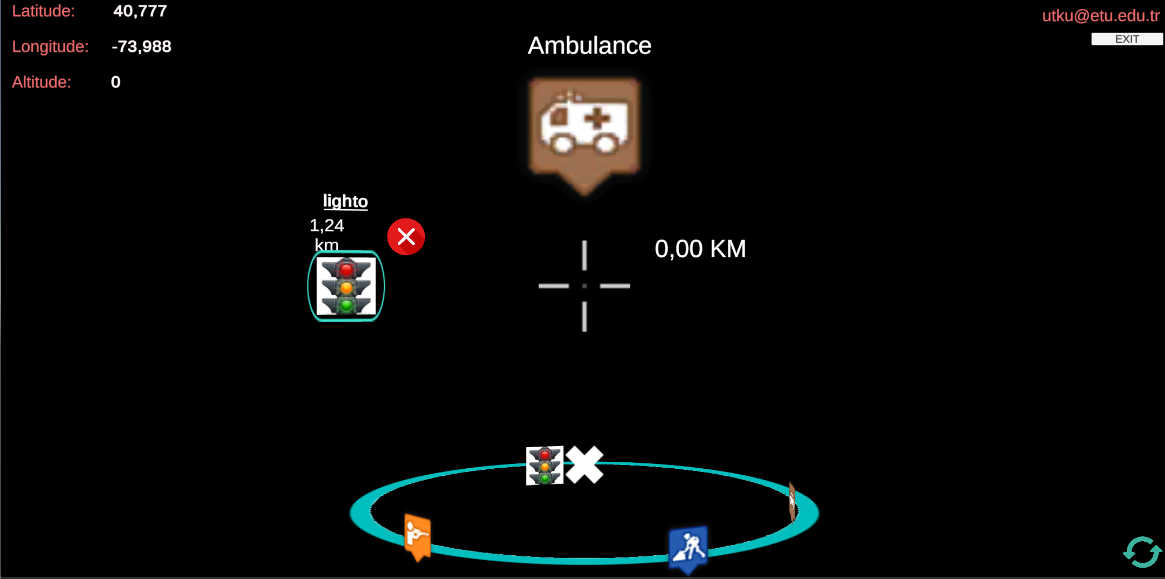 Latitude: 40,777
utku@etu.edu.tr
EXIT
Longitude: -73,988
Ambulance
Altitude: 0
lighto
1,24
km
0,00 KM